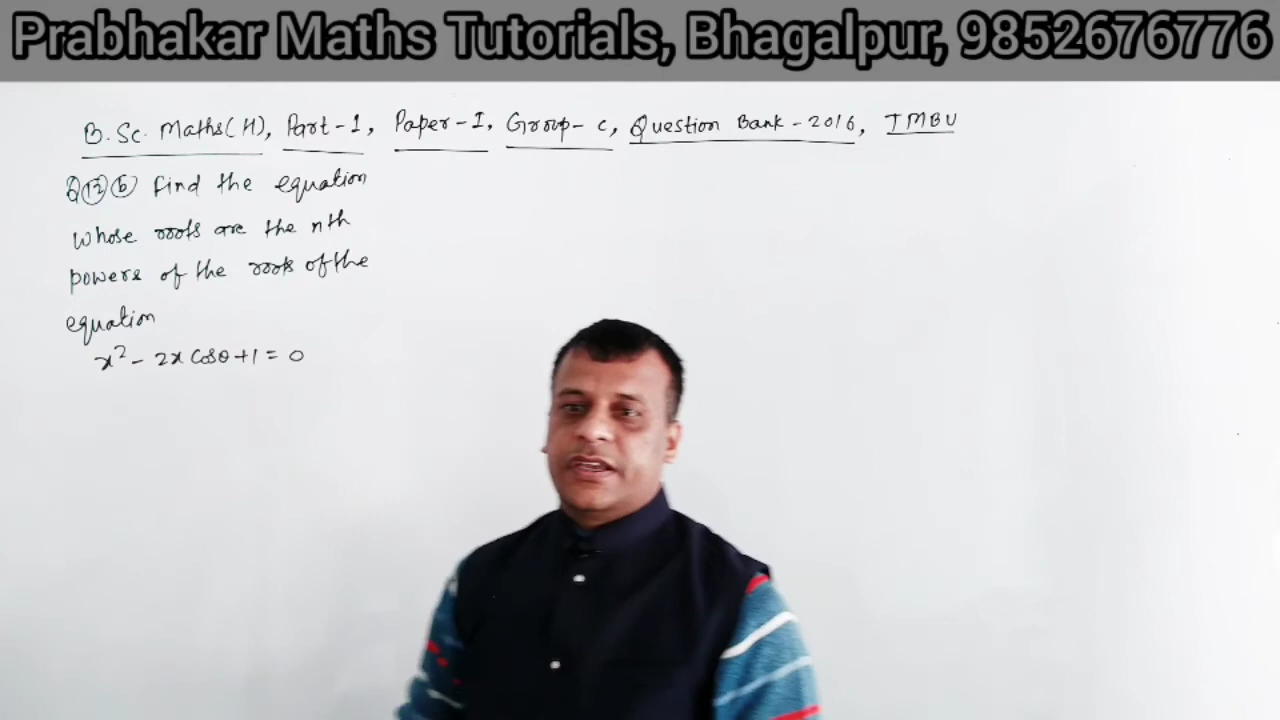 Prabhakar Maths Tutorials, Bhagalpur, 9852676776
B.Sc. Maths(H), Part-1, Paper-I, Group-C, Question Bank-2016, TMBU
Q 12 b Find the equation
whose roots are the nth
powers of the roots of the
equation
x² - 2x Cosθ + 1 = 0